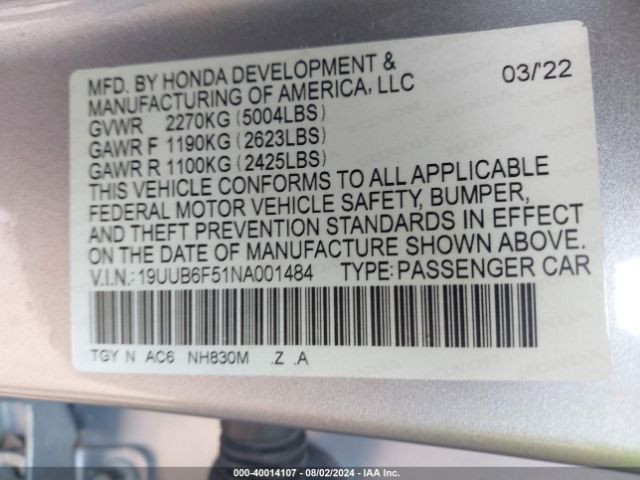 MFD. BY HONDA DEVELOPMENT & 03/'22
MANUFACTURING OF AMERICA, LLC
GVWR 2270KG (5004LBS)
GAWR F 1190KG (2623LBS)
GAWR R 1100KG (2425LBS)
THIS VEHICLE CONFORMS TO ALL APPLICABLE
FEDERAL MOTOR VEHICLE SAFETY, BUMPER,
AND THEFT PREVENTION STANDARDS IN EFFECT
ON THE DATE OF MANUFACTURE SHOWN ABOVE.
V.I.N.:19UUB6F51NA001484 TYPE:PASSENGER CAR
TGY N AC6 NH830M .Z .A
000-40014107 - 08/02/2024 - IAA Inc.